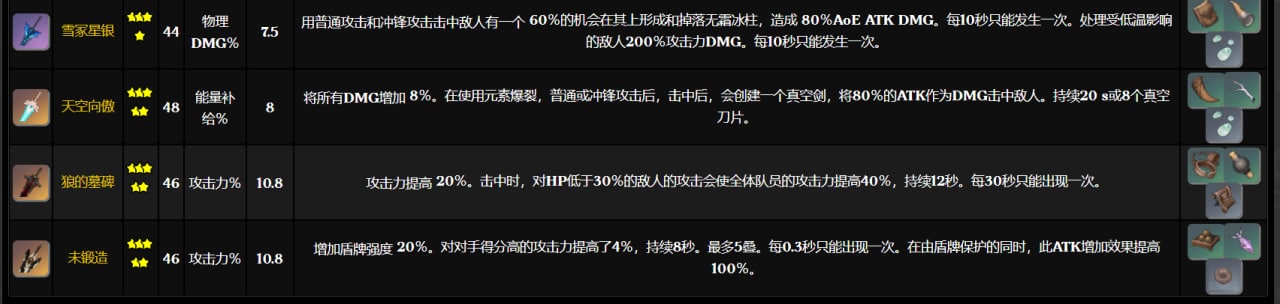 雪家星银 44 物理 DMG% 7.5 用普通攻击和冲锋攻击击中敌人有一个 60%的机会在其上形成和掉落无霜冰柱，造成 80%AoE ATK DMG。每10秒只能发生一次。处理受低温影响
的敌人200%攻击力DMG。每10秒只能发生一次。
天空向傲 48 能量补给% 8 将所有DMG增加 8%。在使用元素爆裂，普通或冲锋攻击后，击中后，会创建一个真空剑，将80%的ATK作为DMG击中敌人。持续20 s或8个真空
刀片。
狼的墓碑 46 攻击力% 10.8 攻击力提高 20%。击中时，对HP低于30%的敌人的攻击会使全体队员的攻击力提高40%，持续12秒。每30秒只能出现一次。
未锻造 46 攻击力% 10.8 增加盾牌强度 20%。对对手得分高的攻击力提高了4%，持续8秒。最多5叠。每0.3秒只能出现一次。在由盾牌保护的同时，此ATK增加效果提高
100%。